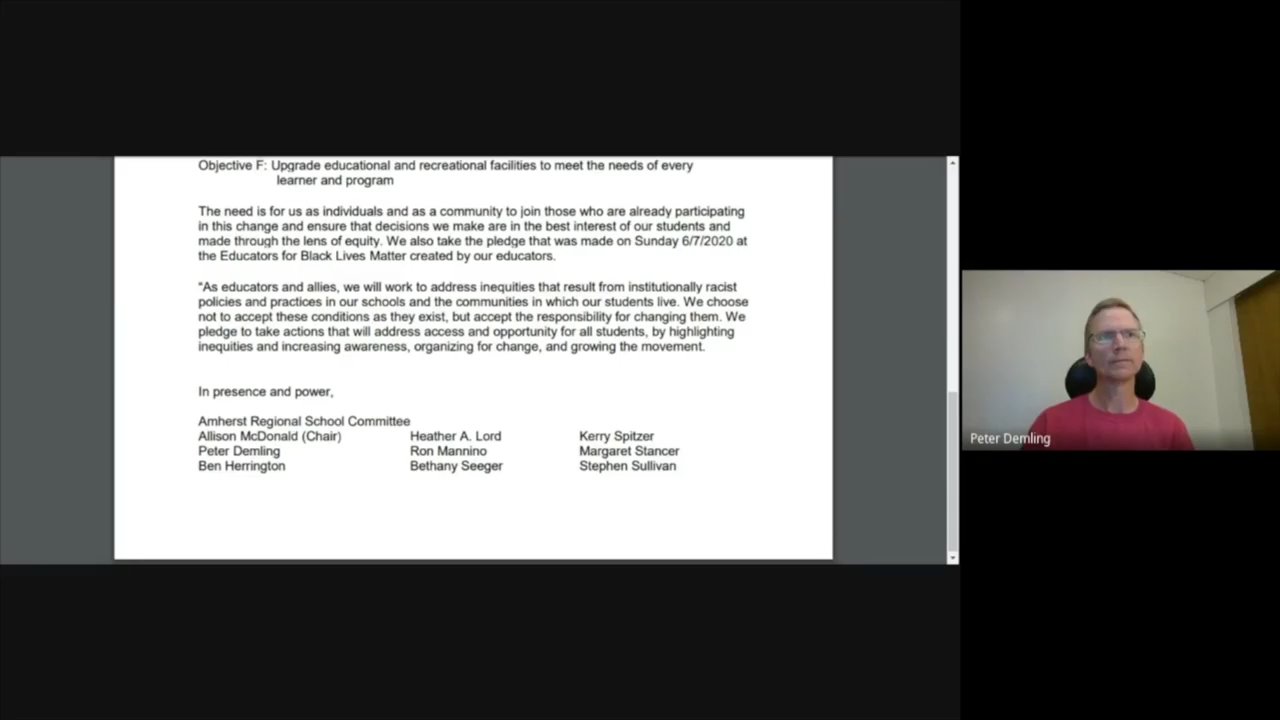 Objective F: Upgrade educational and recreational facilities to meet the needs of every
learner and program
The need is for us as individuals and as a community to join those who are already participating
in this change and ensure that decisions we make are in the best interest of our students and
made through the lens of equity. We also take the pledge that was made on Sunday 6/7/2020 at
the Educators for Black Lives Matter created by our educators.
“As educators and allies, we will work to address inequities that result from institutionally racist
policies and practices in our schools and the communities in which our students live. We choose
not to accept these conditions as they exist, but accept the responsibility for changing them. We
pledge to take actions that will address access and opportunity for all students, by highlighting
inequities and increasing awareness, organizing for change, and growing the movement.
In presence and power,
Amherst Regional School Committee
Allison McDonald (Chair) Heather A. Lord Kerry Spitzer
Peter Demling Ron Mannino Margaret Stancer
Ben Herrington Bethany Seeger Stephen Sullivan
Peter Demling